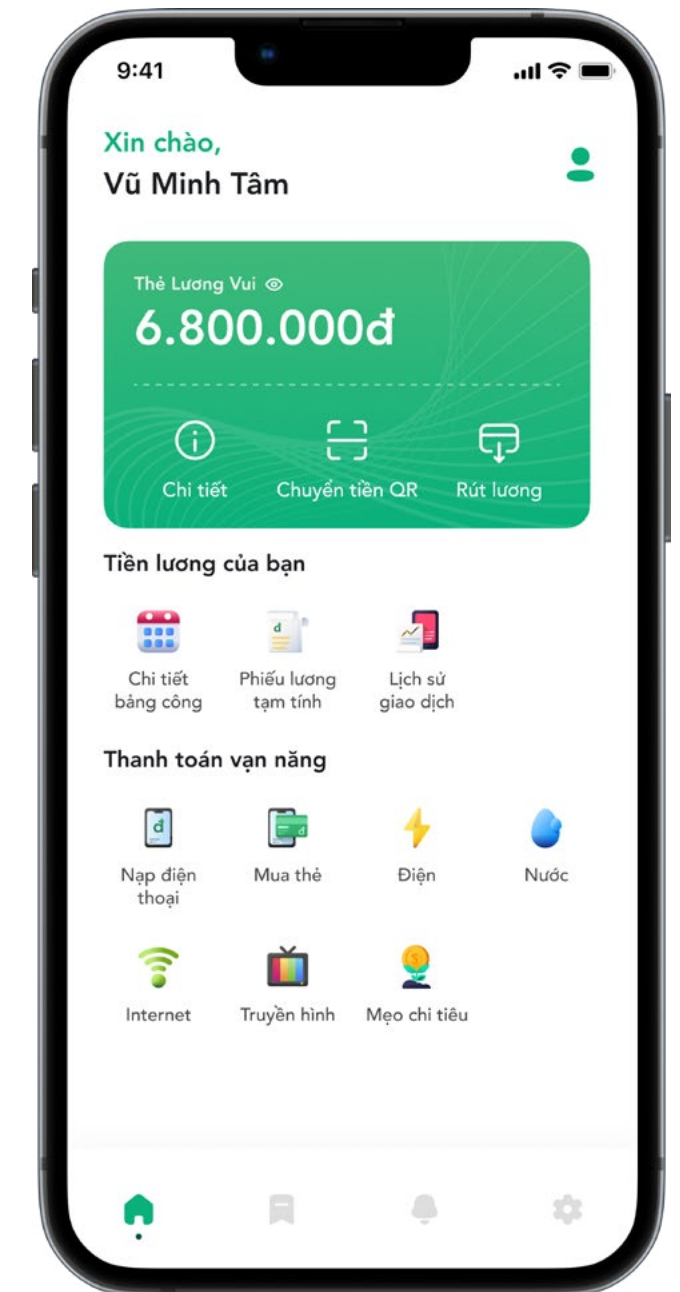 9:41
Xin chào,
Vũ Minh Tâm
Thẻ Lương Vui
6.800.000đ
Chi tiết Chuyển tiền QR Rút lương
Tiền lương của bạn
Chi tiết Phiếu lương Lịch sử
bảng công tạm tính giao dịch
Thanh toán vạn năng
Nạp điện Mua thẻ Điện Nước
thoại
Internet Truyền hình Mẹo chi tiêu